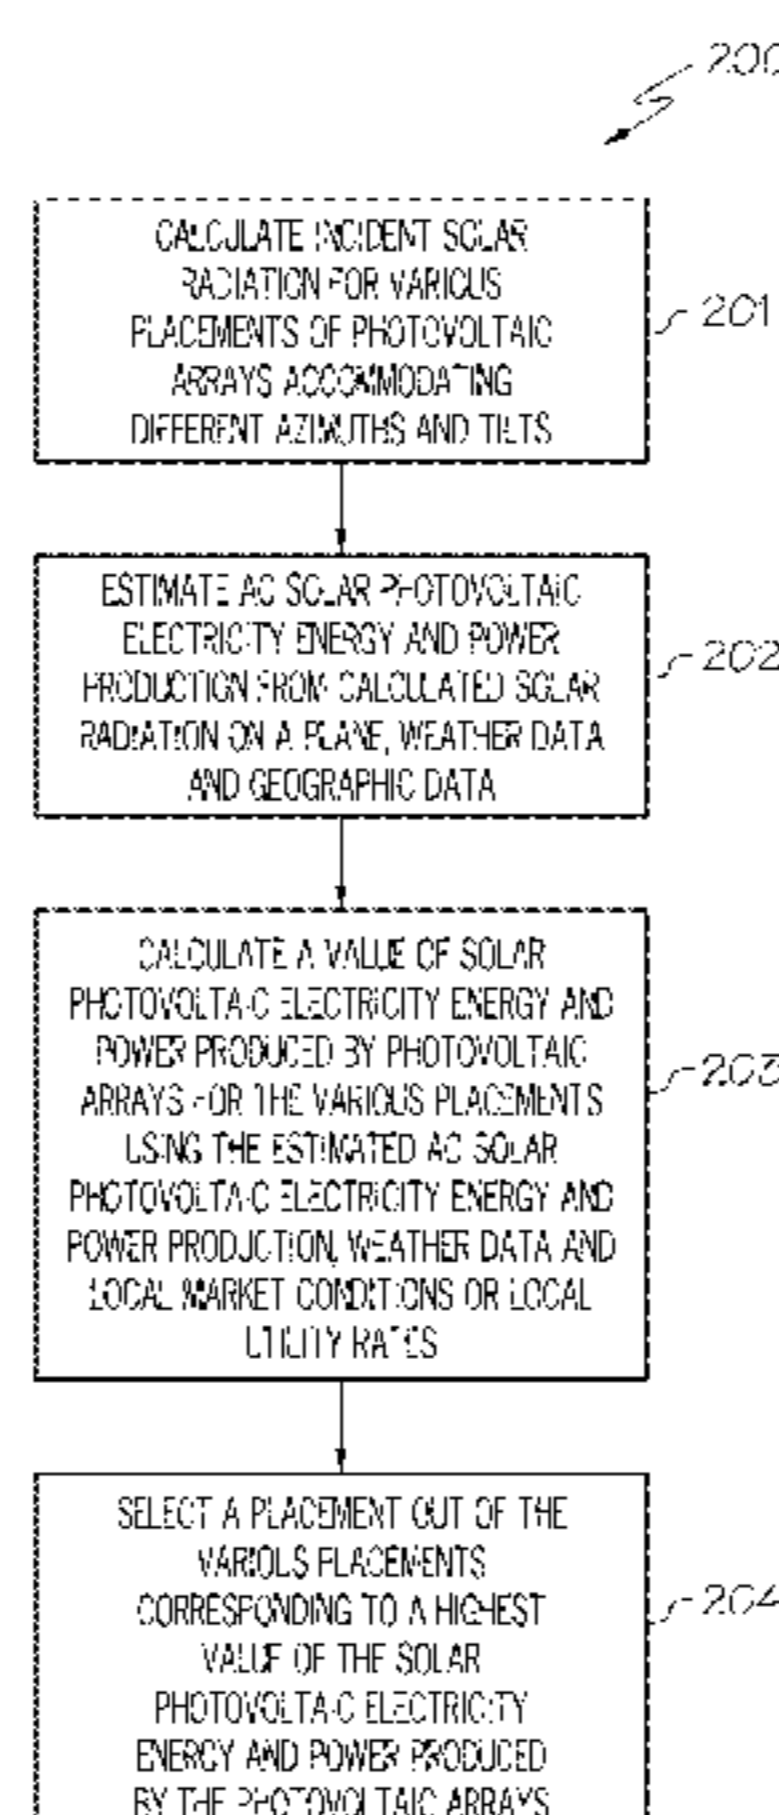 200
CALCULATE INCIDENT SOLAR
RADIATION FOR VARIOUS
PLACEMENTS OF PHOTOVOLTAIC
ARRAYS ACCOMMODATING
DIFFERENT AZIMUTHS AND TILTS
201
ESTIMATE AC SOLAR PHOTOVOLTAIC
ELECTRICITY ENERGY AND POWER
PRODUCTION FROM CALCULATED SOLAR
RADIATION ON A PLANE, WEATHER DATA
AND GEOGRAPHIC DATA
202
CALCULATE A VALUE OF SOLAR
PHOTOVOLTAIC ELECTRICITY ENERGY AND
POWER PRODUCED BY PHOTOVOLTAIC
ARRAYS FOR THE VARIOUS PLACEMENTS
USING THE ESTIMATED AC SOLAR
PHOTOVOLTAIC ELECTRICITY ENERGY AND
POWER PRODUCTION, WEATHER DATA AND
LOCAL MARKET CONDITIONS OR LOCAL
UTILITY RATES
203
SELECT A PLACEMENT OUT OF THE
VARIOUS PLACEMENTS
CORRESPONDING TO A HIGHEST
VALUE OF THE SOLAR
PHOTOVOLTAIC ELECTRICITY
ENERGY AND POWER PRODUCED
BY THE PHOTOVOLTAIC ARRAYS
204